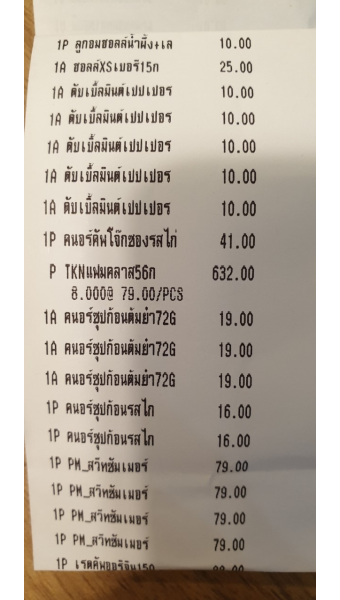 1P ลูกอมฮอลล์น้ำผึ้ง+เล 10.00
1A ฮอลล์XSเบอรี15ก 25.00
1A ดับเบิ้ลมินต์เปปเปอร 10.00
1A ดับเบิ้ลมินต์เปปเปอร 10.00
1A ดับเบิ้ลมินต์เปปเปอร 10.00
1A ดับเบิ้ลมินต์เปปเปอร 10.00
1A ดับเบิ้ลมินต์เปปเปอร 10.00
1P คนอร์คัพโจ๊กซองรสไก่ 41.00
P TKNแฟมคลาส56ก 632.00
8.000@ 79.00/PCS
1A คนอร์ซุปก้อนต้มยำ72G 19.00
1A คนอร์ซุปก้อนต้มยำ72G 19.00
1A คนอร์ซุปก้อนต้มยำ72G 19.00
1P คนอร์ซุปก้อนรสไก 16.00
1P คนอร์ซุปก้อนรสไก 16.00
1P PM_สวีทซัมเมอร์ 79.00
1P PM_สวีทซัมเมอร์ 79.00
1P PM_สวีทซัมเมอร์ 79.00
1P PM_สวีทซัมเมอร์ 79.00
1P